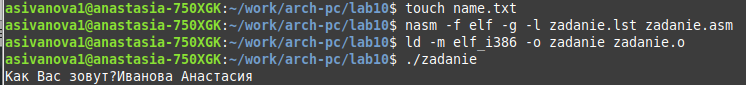 asivanova1@anastasia-750XGK:~/work/arch-pc/lab10$ touch name.txt
asivanova1@anastasia-750XGK:~/work/arch-pc/lab10$ nasm -f elf -g -l zadanie.lst zadanie.asm
asivanova1@anastasia-750XGK:~/work/arch-pc/lab10$ ld -m elf_i386 -o zadanie zadanie.o
asivanova1@anastasia-750XGK:~/work/arch-pc/lab10$ ./zadanie
Как Вас зовут?Иванова Анастасия